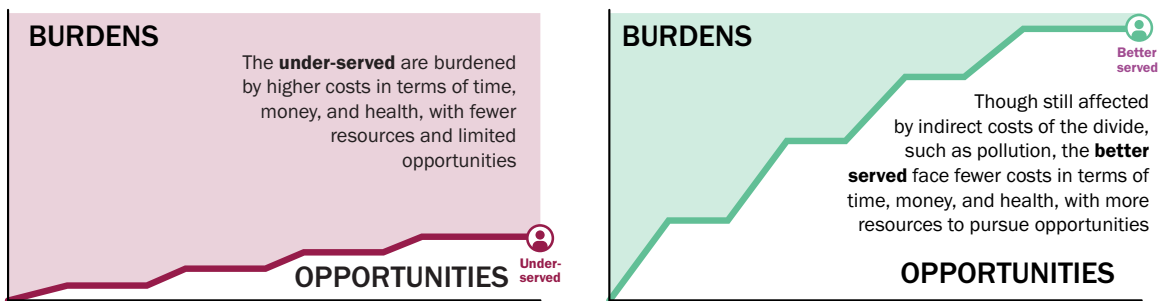 BURDENS
The under-served are burdened
by higher costs in terms of time,
money, and health, with fewer
resources and limited
opportunities
OPPORTUNITIES
Under-
served
BURDENS
Better
served
Though still affected
by indirect costs of the divide,
such as pollution, the better
served face fewer costs in terms of
time, money, and health, with more
resources to pursue opportunities
OPPORTUNITIES